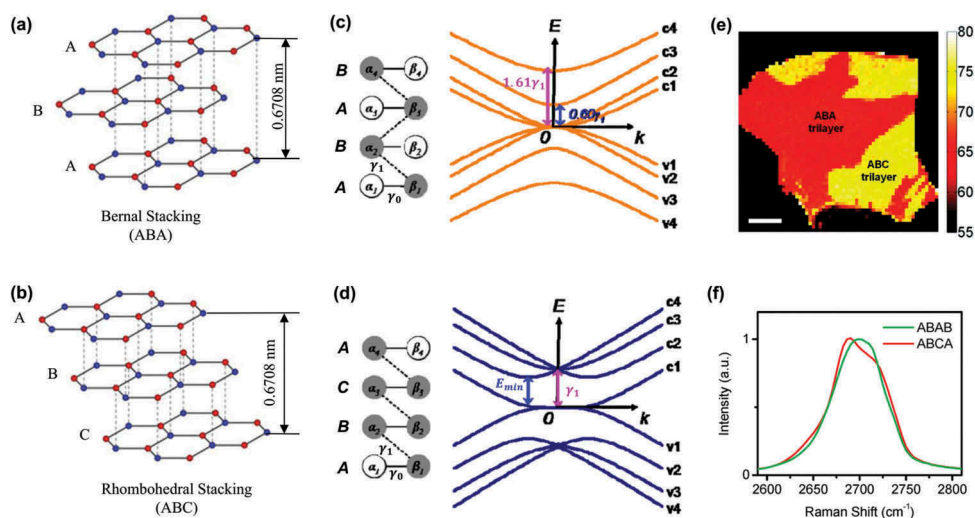 (a)
A
B
A
0.6708 nm
Bernal Stacking
(ABA)
(b)
A
B
C
0.6708 nm
Rhombohedral Stacking
(ABC)
(c)
B α₄ β₄
A α₃ β₃
B α₂ β₂
γ₁
A α₁ β₁
γ₀
E
c4
c3
c2
c1
1.61γ₁
0.60γ₁
0
k
v1
v2
v3
v4
(d)
A α₄ β₄
C α₃ β₃
B α₂ β₂
γ₁
A α₁ β₁
γ₀
E
c4
c3
c2
c1
Eₘᵢₙ
γ₁
0
k
v1
v2
v3
v4
(e)
ABA
trilayer
ABC
trilayer
80
75
70
65
60
55
(f)
ABAB
ABCA
Intensity (a.u.)
1
0
2600 2650 2700 2750 2800
Raman Shift (cm⁻¹)